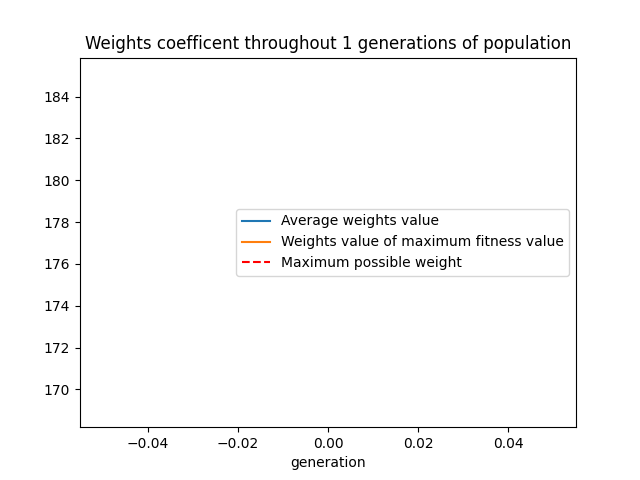 Weights coefficent throughout 1 generations of population
184
182
180
178
176
174
172
170
Average weights value
Weights value of maximum fitness value
Maximum possible weight
−0.04 −0.02 0.00 0.02 0.04
generation